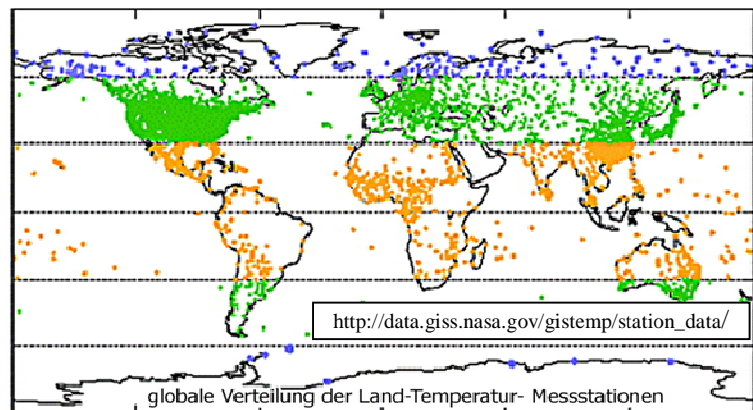 http://data.giss.nasa.gov/gistemp/station_data/
globale Verteilung der Land-Temperatur- Messstationen